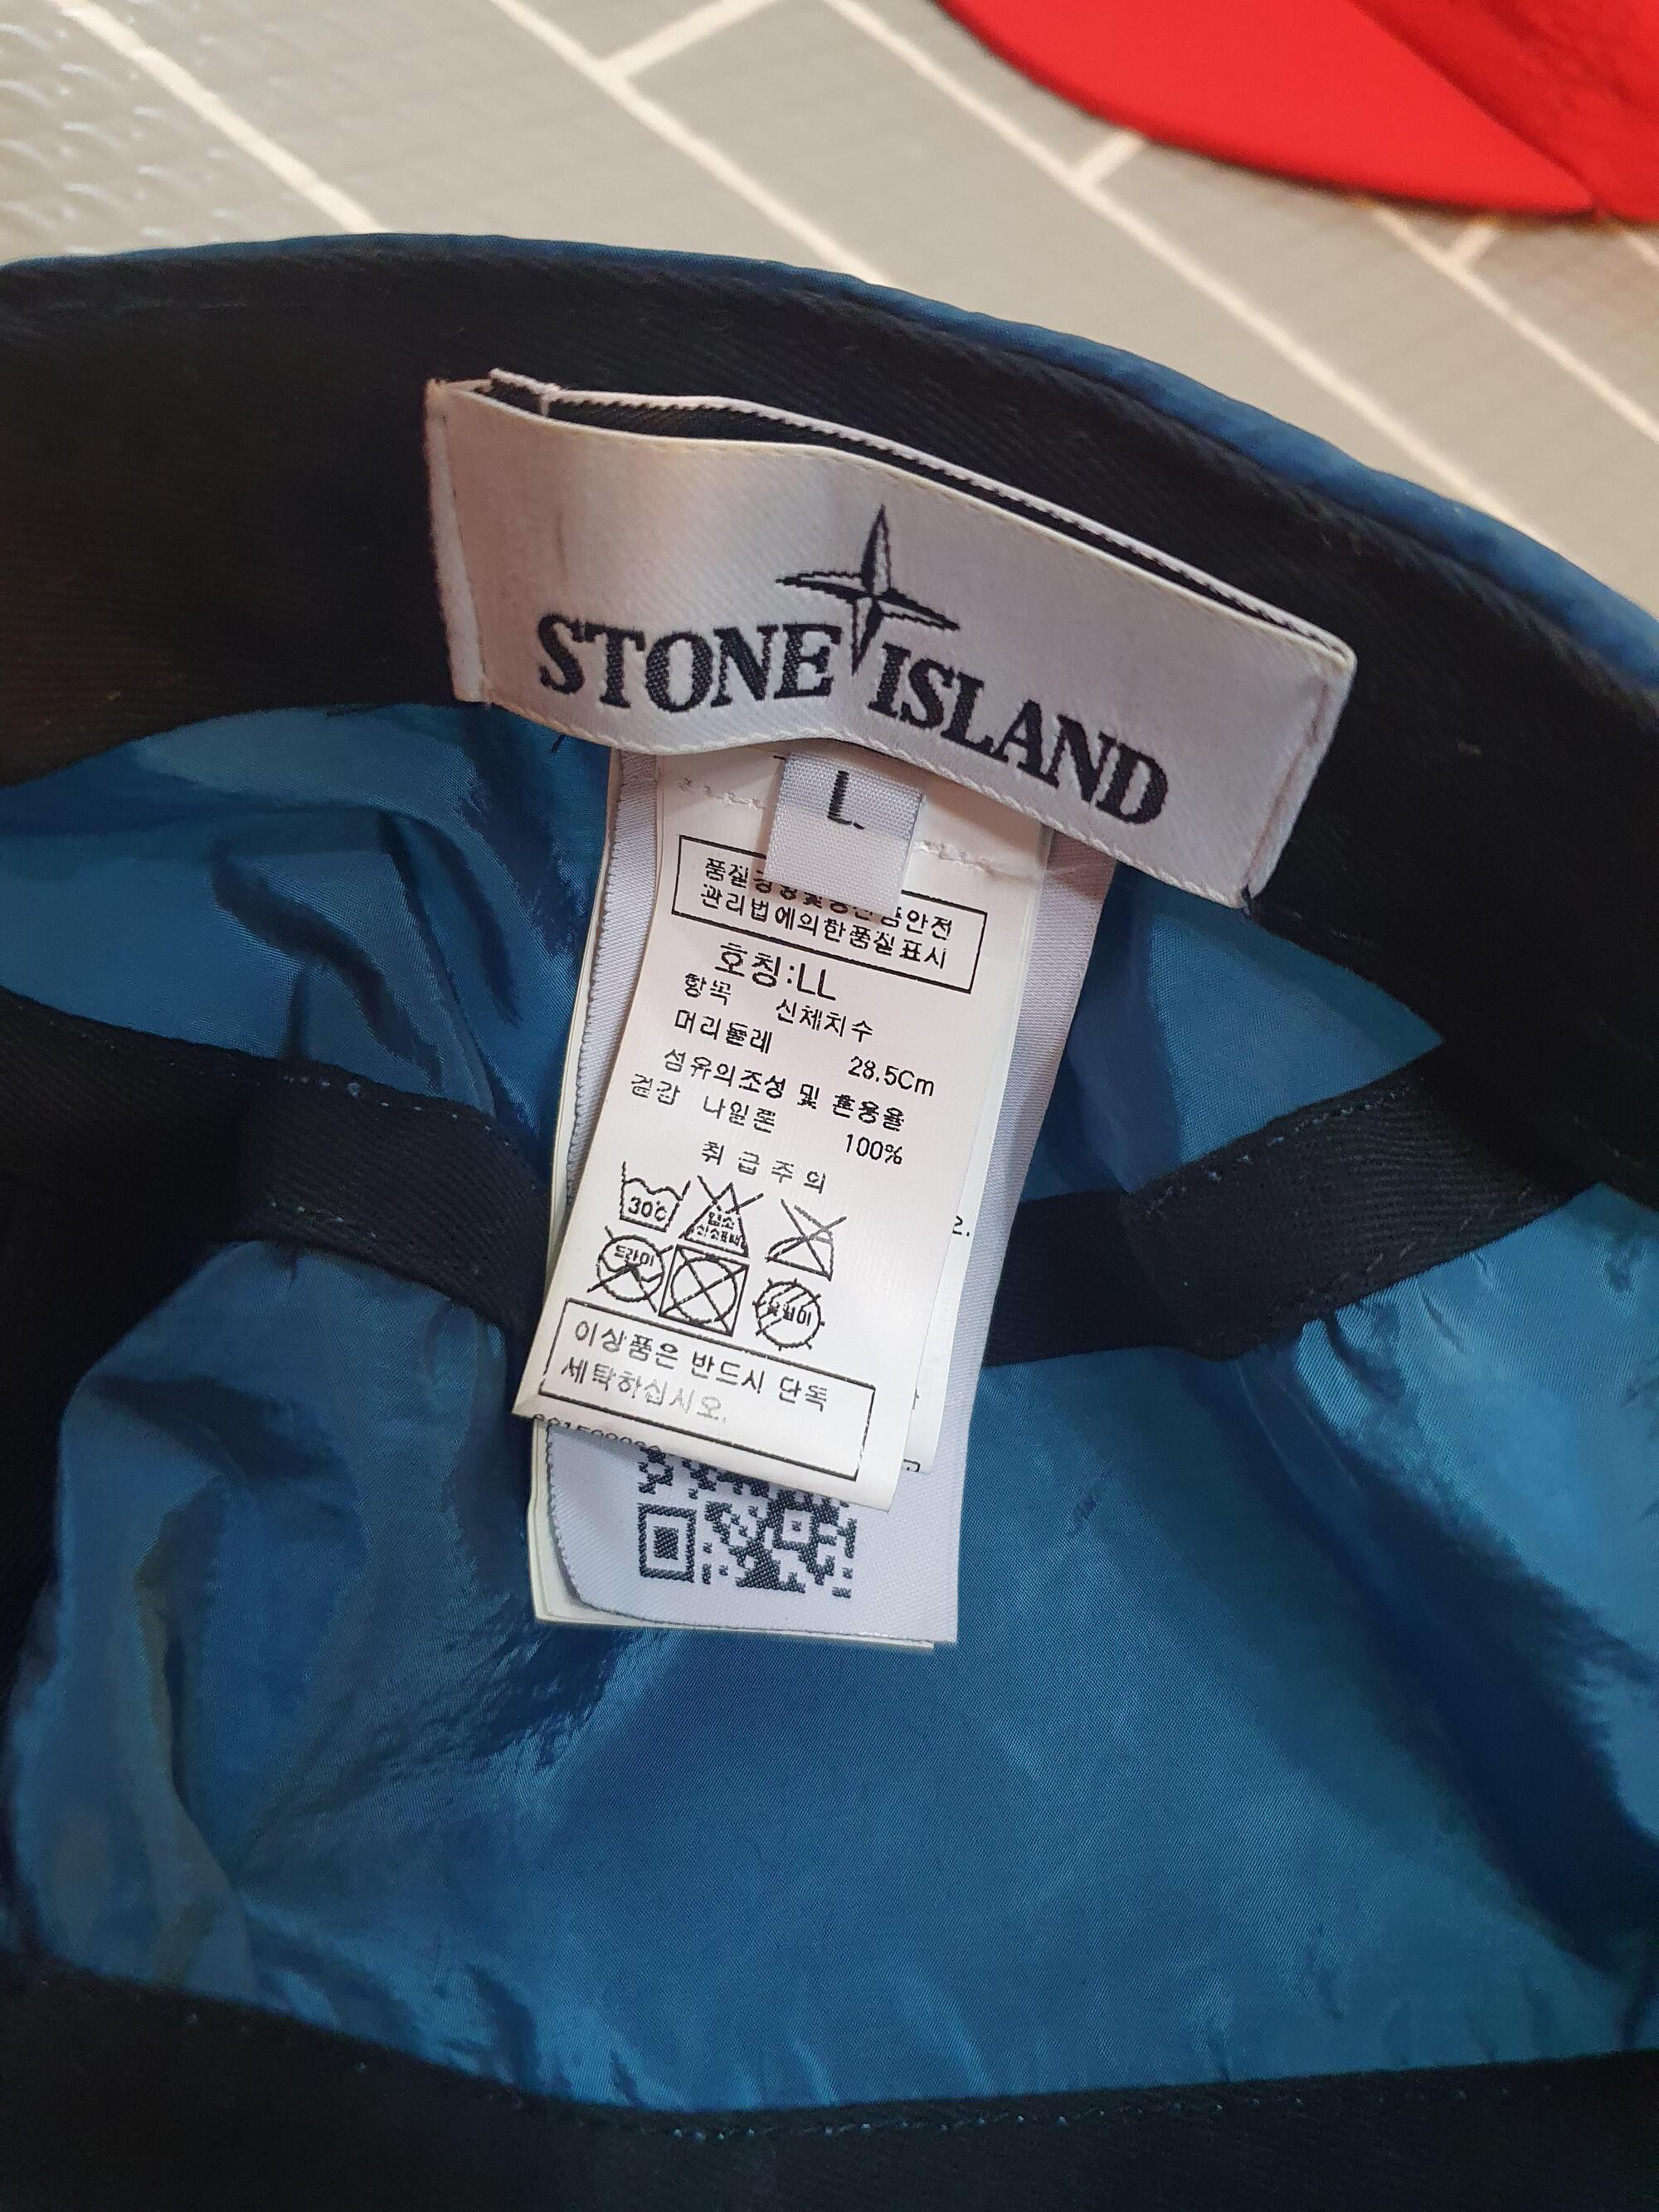 STONE ISLAND
L
관리법에의한품질표시
호칭:LL
항목 신체치수
머리둘레 28.5Cm
섬유의조성 및 혼용율
겉감 나일론 100%
취급주의
30℃
드라이
이상품은 반드시 단독
세탁하십시오.